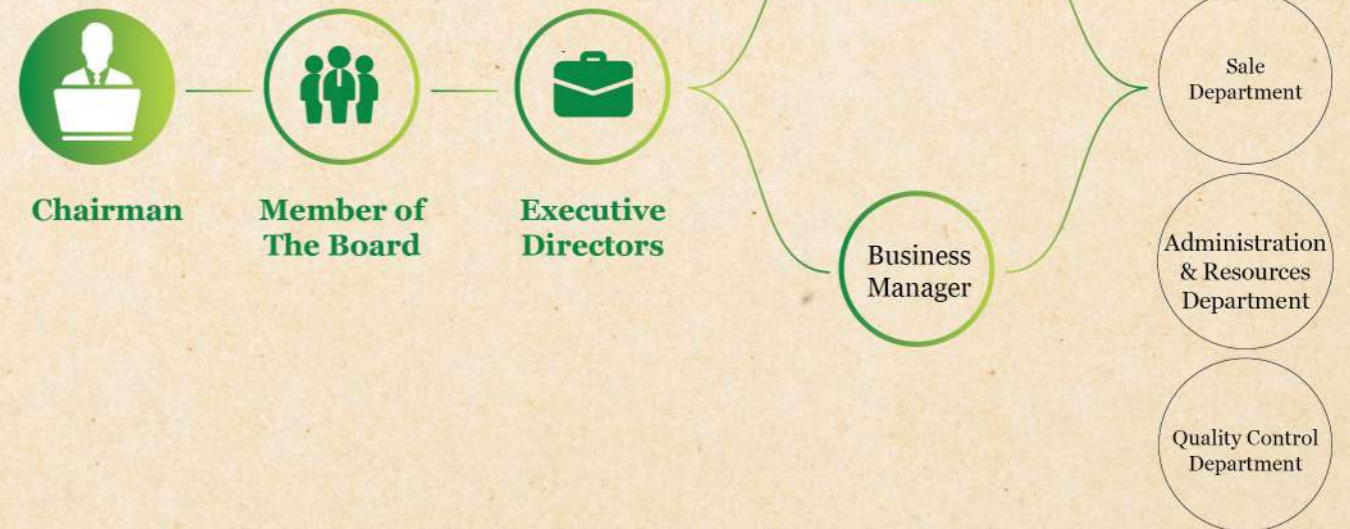 Chairman
Member of
The Board
Executive
Directors
Business
Manager
Sale
Department
Administration
& Resources
Department
Quality Control
Department